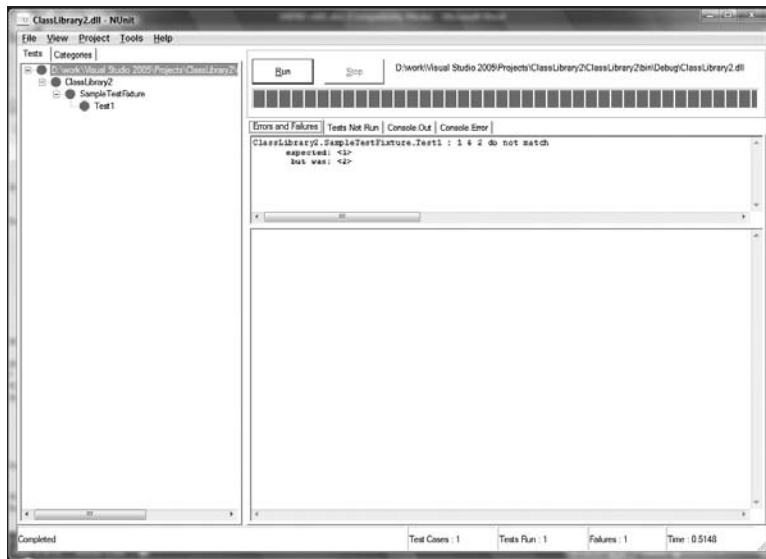 ClassLibrary2.dll - NUnit
File View Project Tools Help
Tests Categories
D:\work\Visual Studio 2005\Projects\ClassLibrary2\
ClassLibrary2
SampleTestFixture
Test1
Run Stop D:\work\Visual Studio 2005\Projects\ClassLibrary2\ClassLibrary2\bin\Debug\ClassLibrary2.dll
Errors and Failures Tests Not Run Console.Out Console.Error
ClassLibrary2.SampleTestFixture.Test1 : 1 & 2 do not match
expected: <1>
but was: <2>
Completed Test Cases : 1 Tests Run : 1 Failures : 1 Time : 0.5148